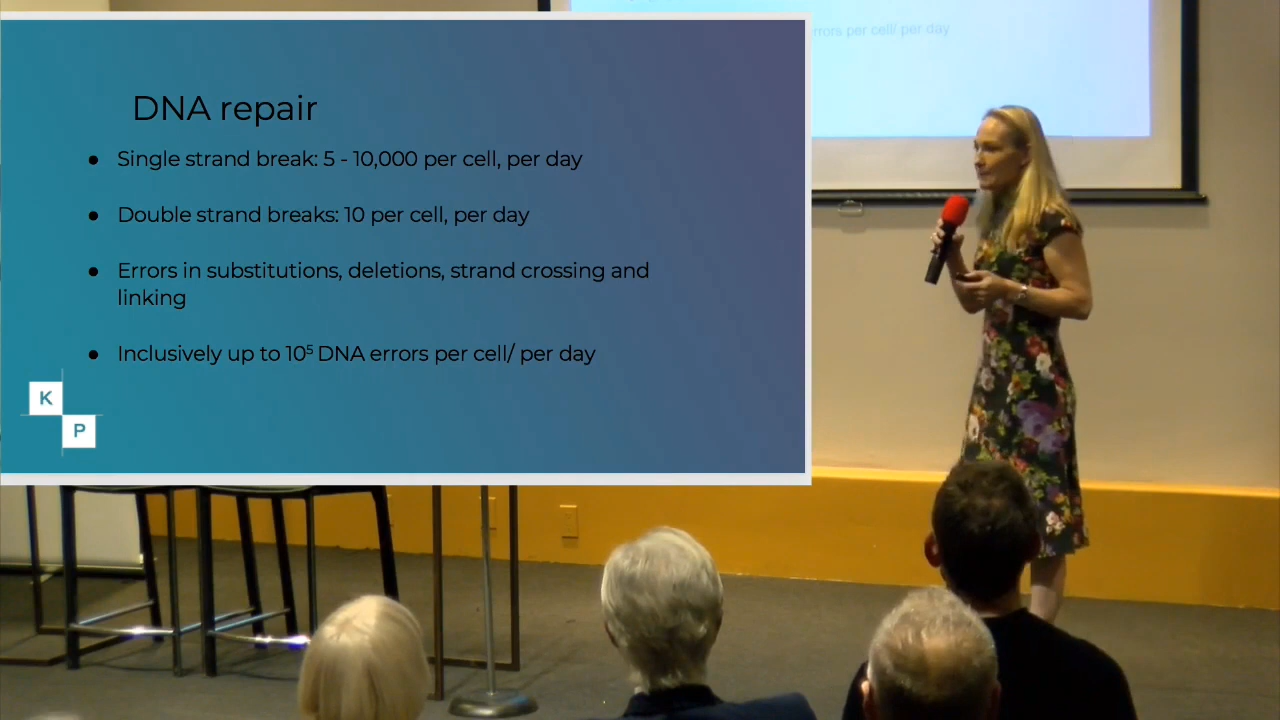 rrors per cell/ per day
DNA repair
● Single strand break: 5 - 10,000 per cell, per day
● Double strand breaks: 10 per cell, per day
● Errors in substitutions, deletions, strand crossing and
linking
● Inclusively up to 10⁵ DNA errors per cell/ per day
K
P